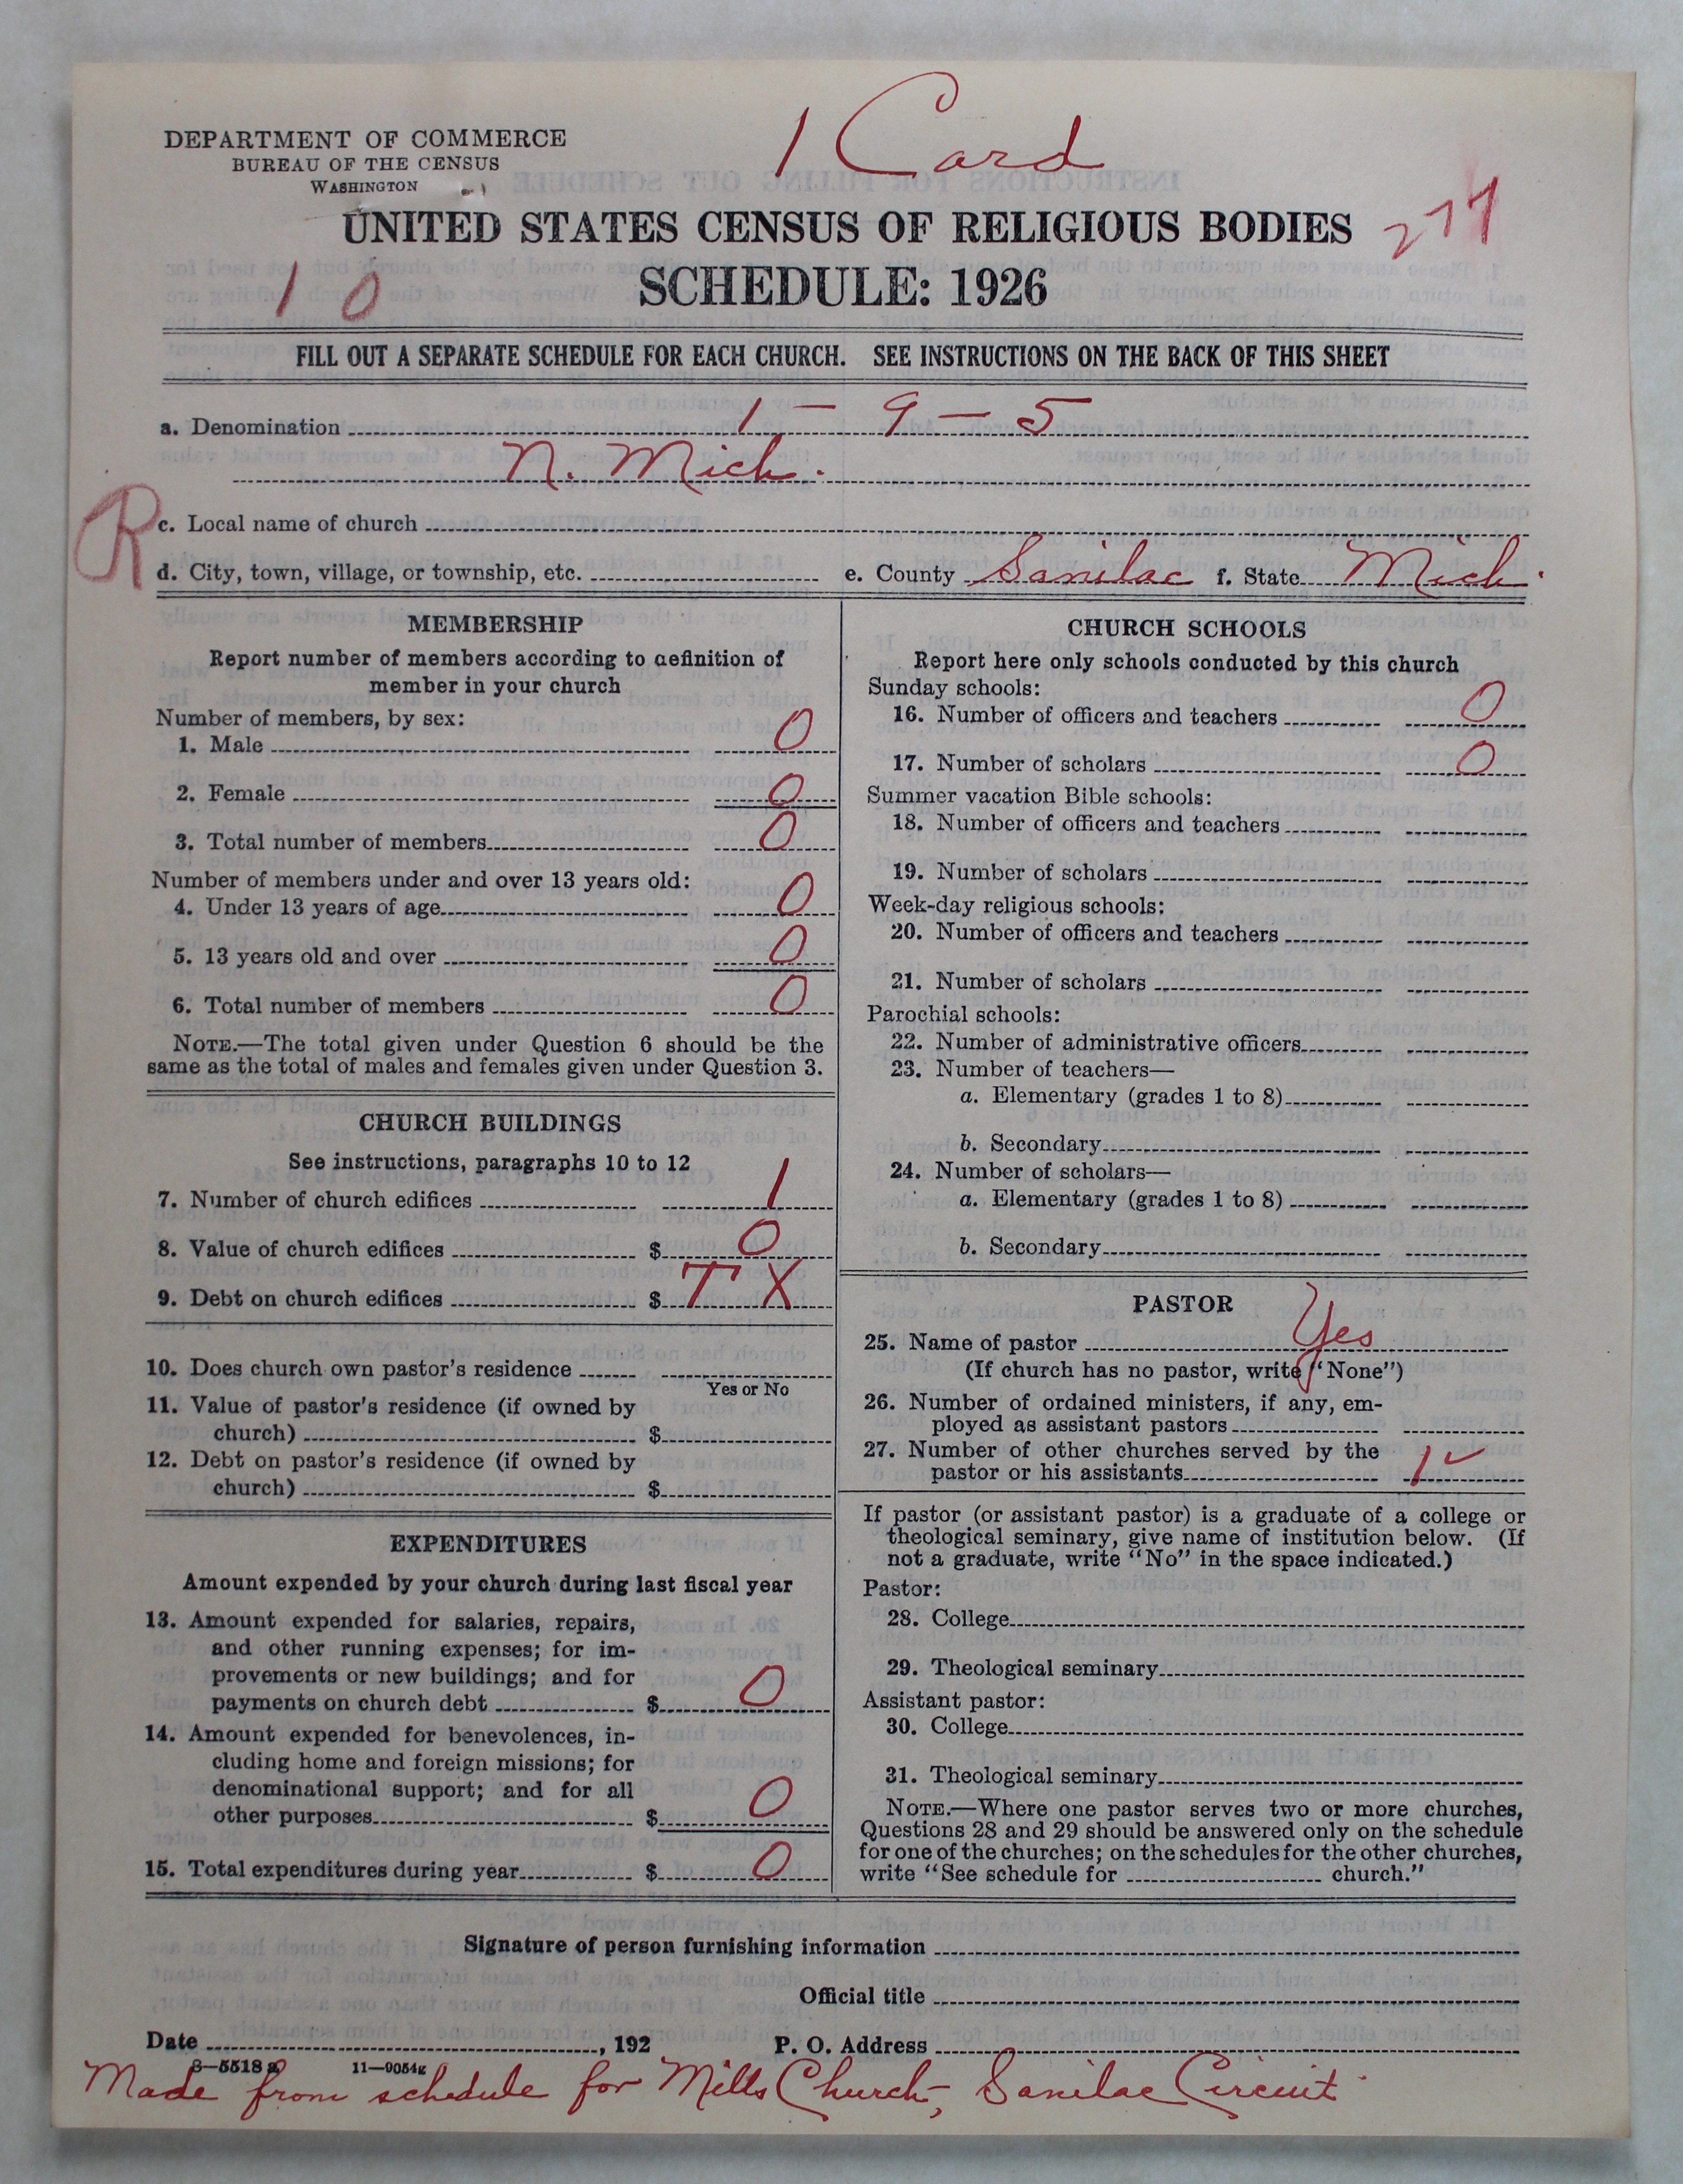 1 Card
DEPARTMENT OF COMMERCE
BUREAU OF THE CENSUS
WASHINGTON
277
UNITED STATES CENSUS OF RELIGIOUS BODIES
10
SCHEDULE: 1926
FILL OUT A SEPARATE SCHEDULE FOR EACH CHURCH. SEE INSTRUCTIONS ON THE BACK OF THIS SHEET
a. Denomination 1 - 9 - 5
N. Mich.
R
c. Local name of church
d. City, town, village, or township, etc. e. County Sanilac f. State Mich.
MEMBERSHIP
Report number of members according to definition of
member in your church
Number of members, by sex:
1. Male 0
2. Female 0
3. Total number of members 0
Number of members under and over 13 years old:
4. Under 13 years of age 0
5. 13 years old and over 0
6. Total number of members 0
NOTE.—The total given under Question 6 should be the
same as the total of males and females given under Question 3.
CHURCH BUILDINGS
See instructions, paragraphs 10 to 12
7. Number of church edifices 1
8. Value of church edifices $ 0
9. Debt on church edifices $ T X
10. Does church own pastor's residence
Yes or No
11. Value of pastor's residence (if owned by
church) $
12. Debt on pastor's residence (if owned by
church) $
EXPENDITURES
Amount expended by your church during last fiscal year
13. Amount expended for salaries, repairs,
and other running expenses; for im-
provements or new buildings; and for
payments on church debt $ 0
14. Amount expended for benevolences, in-
cluding home and foreign missions; for
denominational support; and for all
other purposes $ 0
15. Total expenditures during year $ 0
CHURCH SCHOOLS
Report here only schools conducted by this church
Sunday schools:
16. Number of officers and teachers 0
17. Number of scholars 0
Summer vacation Bible schools:
18. Number of officers and teachers
19. Number of scholars
Week-day religious schools:
20. Number of officers and teachers
21. Number of scholars
Parochial schools:
22. Number of administrative officers
23. Number of teachers—
a. Elementary (grades 1 to 8)
b. Secondary
24. Number of scholars—
a. Elementary (grades 1 to 8)
b. Secondary
PASTOR
25. Name of pastor Yes
(If church has no pastor, write "None")
26. Number of ordained ministers, if any, em-
ployed as assistant pastors
27. Number of other churches served by the
pastor or his assistants 1 ✓
If pastor (or assistant pastor) is a graduate of a college or
theological seminary, give name of institution below. (If
not a graduate, write "No" in the space indicated.)
Pastor:
28. College
29. Theological seminary
Assistant pastor:
30. College
31. Theological seminary
NOTE.—Where one pastor serves two or more churches,
Questions 28 and 29 should be answered only on the schedule
for one of the churches; on the schedules for the other churches,
write "See schedule for church."
Signature of person furnishing information
Official title
Date , 192 P. O. Address
8—5518 a 11—9054g
Made from schedule for Mills Church, Sanilac Circuit